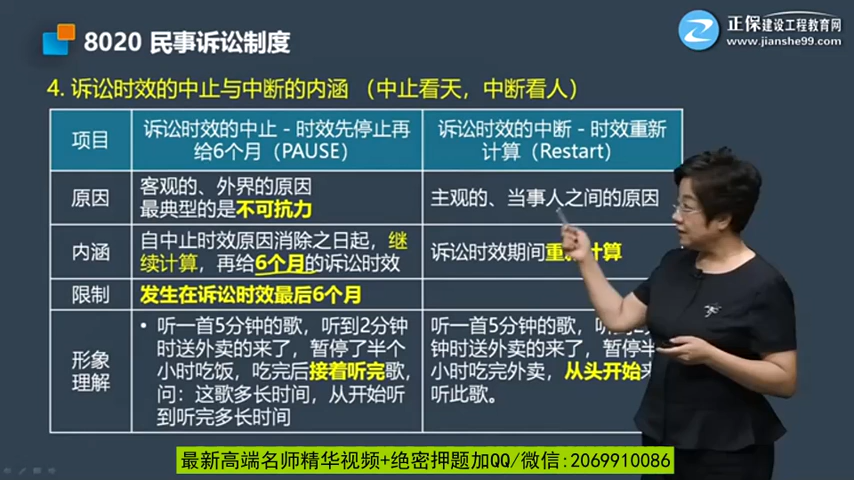 8020 民事诉讼制度
正保建设工程教育网
www.jianshe99.com
4. 诉讼时效的中止与中断的内涵 （中止看天，中断看人）
项目
诉讼时效的中止 - 时效先停止再
给6个月（PAUSE）
诉讼时效的中断 - 时效重新
计算（Restart）
原因
客观的、外界的原因
最典型的是不可抗力
主观的、当事人之间的原因
内涵
自中止时效原因消除之日起，继
续计算，再给6个月的诉讼时效
诉讼时效期间重新计算
限制
发生在诉讼时效最后6个月
形象
理解
• 听一首5分钟的歌，听到2分钟
时送外卖的来了，暂停了半个
小时吃饭，吃完后接着听完歌，
问：这歌多长时间，从开始听
到听完多长时间
听一首5分钟的歌，听到
钟时送外卖的来了，暂停
小时吃完外卖，从头开始
听此歌。
最新高端名师精华视频+绝密押题加QQ/微信:2069910086